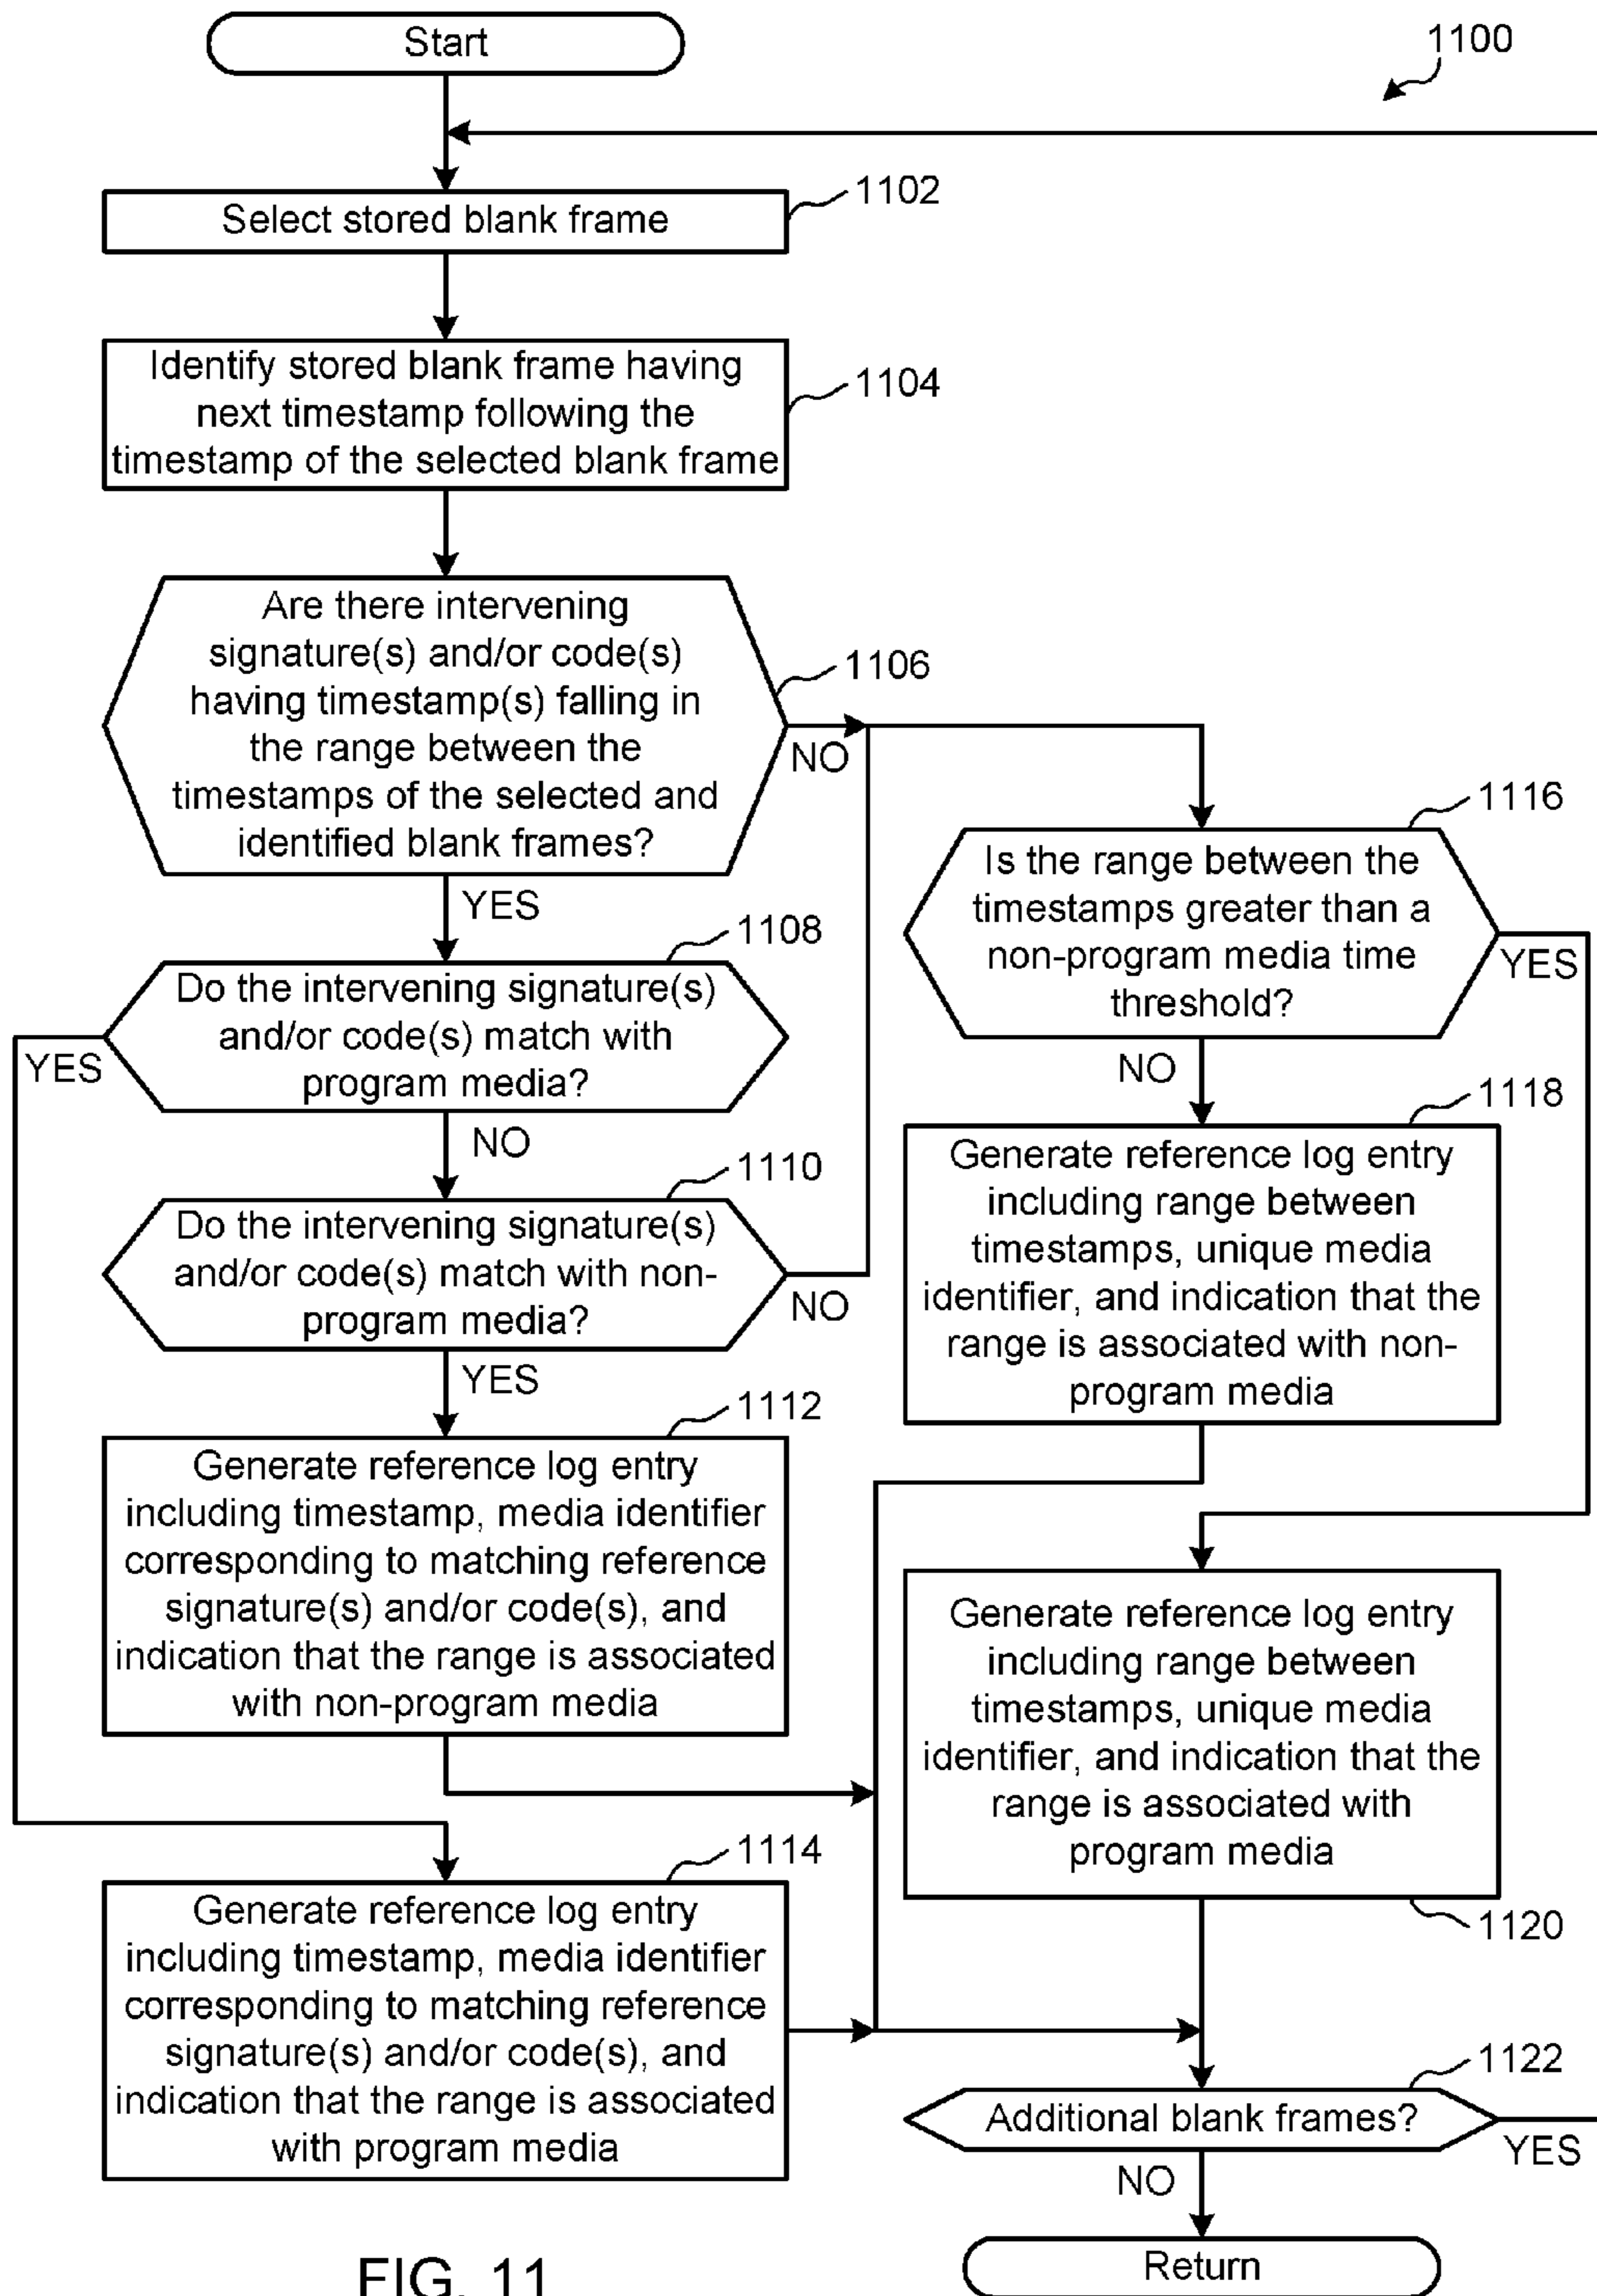 Start
1100
Select stored blank frame
1102
Identify stored blank frame having
next timestamp following the
timestamp of the selected blank frame
1104
Are there intervening
signature(s) and/or code(s)
having timestamp(s) falling in
the range between the
timestamps of the selected and
identified blank frames?
1106
NO
YES
1108
Do the intervening signature(s)
and/or code(s) match with
program media?
YES
NO
1110
Do the intervening signature(s)
and/or code(s) match with non-
program media?
NO
YES
1112
Generate reference log entry
including timestamp, media identifier
corresponding to matching reference
signature(s) and/or code(s), and
indication that the range is associated
with non-program media
1114
Generate reference log entry
including timestamp, media identifier
corresponding to matching reference
signature(s) and/or code(s), and
indication that the range is associated
with program media
1116
Is the range between the
timestamps greater than a
non-program media time
threshold?
YES
NO
1118
Generate reference log entry
including range between
timestamps, unique media
identifier, and indication that the
range is associated with non-
program media
Generate reference log entry
including range between
timestamps, unique media
identifier, and indication that the
range is associated with
program media
1120
1122
Additional blank frames?
YES
NO
Return
FIG. 11